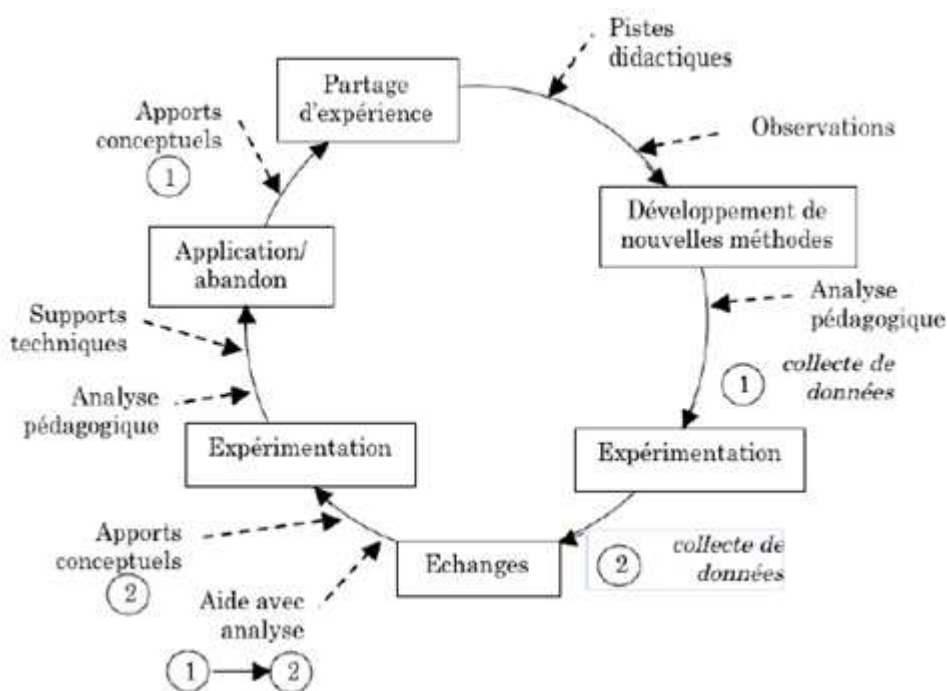 Pistes
didactiques
Partage
d'expérience
Apports
conceptuels
1
Observations
Développement de
nouvelles méthodes
Application/
abandon
Analyse
pédagogique
Supports
techniques
1
collecte de
données
Analyse
pédagogique
Expérimentation
Expérimentation
Apports
conceptuels
2
Echanges
2
collecte de
données
Aide avec
analyse
1
2